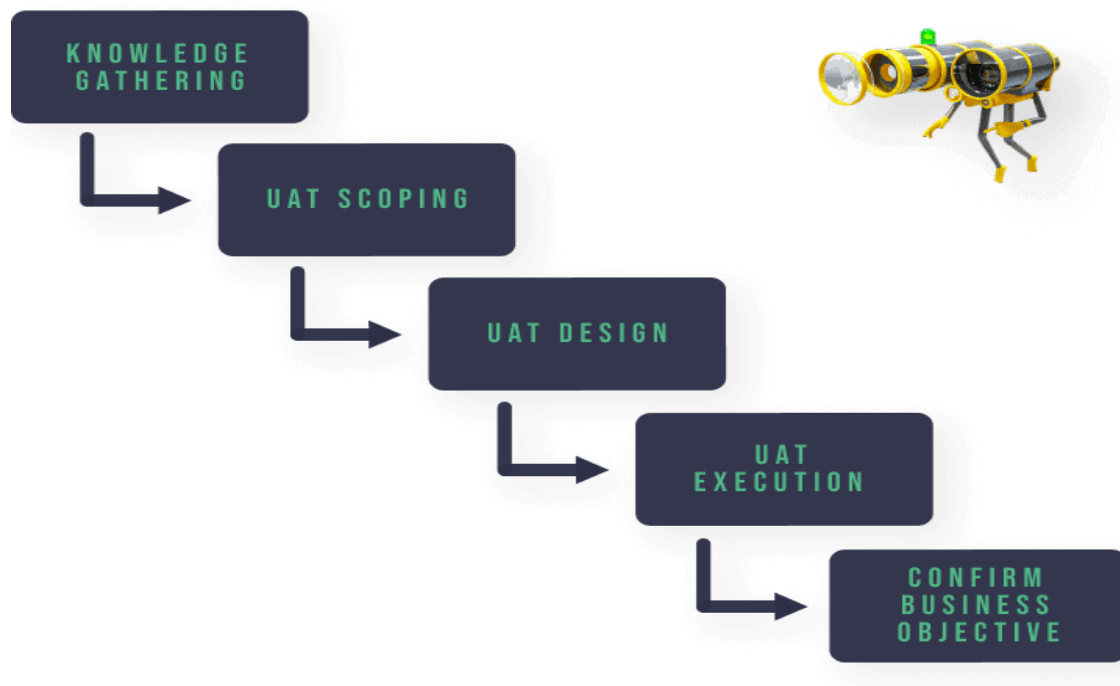 KNOWLEDGE
GATHERING
UAT SCOPING
UAT DESIGN
UAT
EXECUTION
CONFIRM
BUSINESS
OBJECTIVE